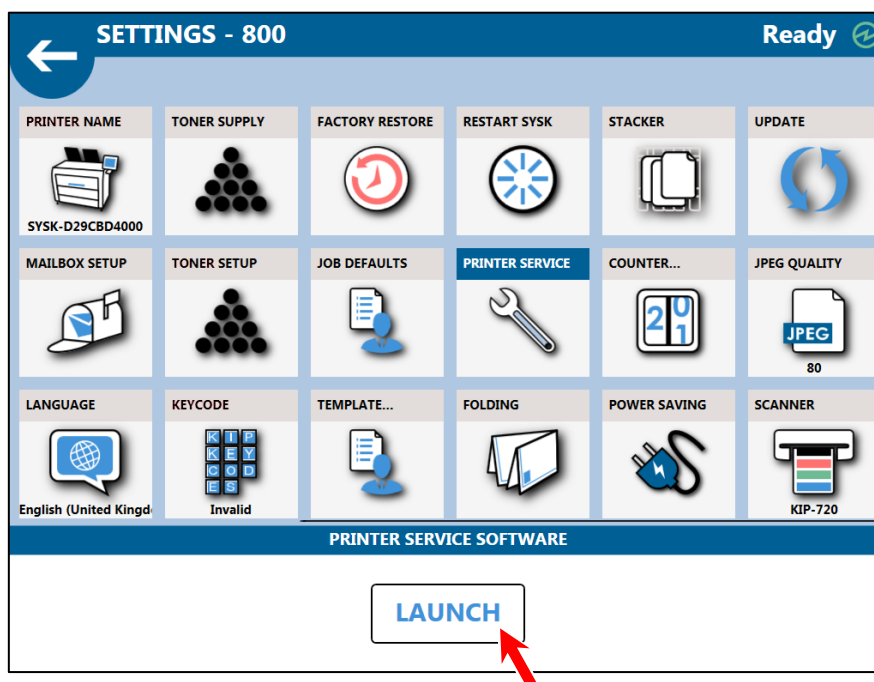 SETTINGS - 800 Ready
PRINTER NAME TONER SUPPLY FACTORY RESTORE RESTART SYSK STACKER UPDATE
SYSK-D29CBD4000
MAILBOX SETUP TONER SETUP JOB DEFAULTS PRINTER SERVICE COUNTER... JPEG QUALITY
2 0 1
JPEG
80
LANGUAGE KEYCODE TEMPLATE... FOLDING POWER SAVING SCANNER
K I P
K E Y
C O D
E S
English (United Kingd Invalid KIP-720
PRINTER SERVICE SOFTWARE
LAUNCH